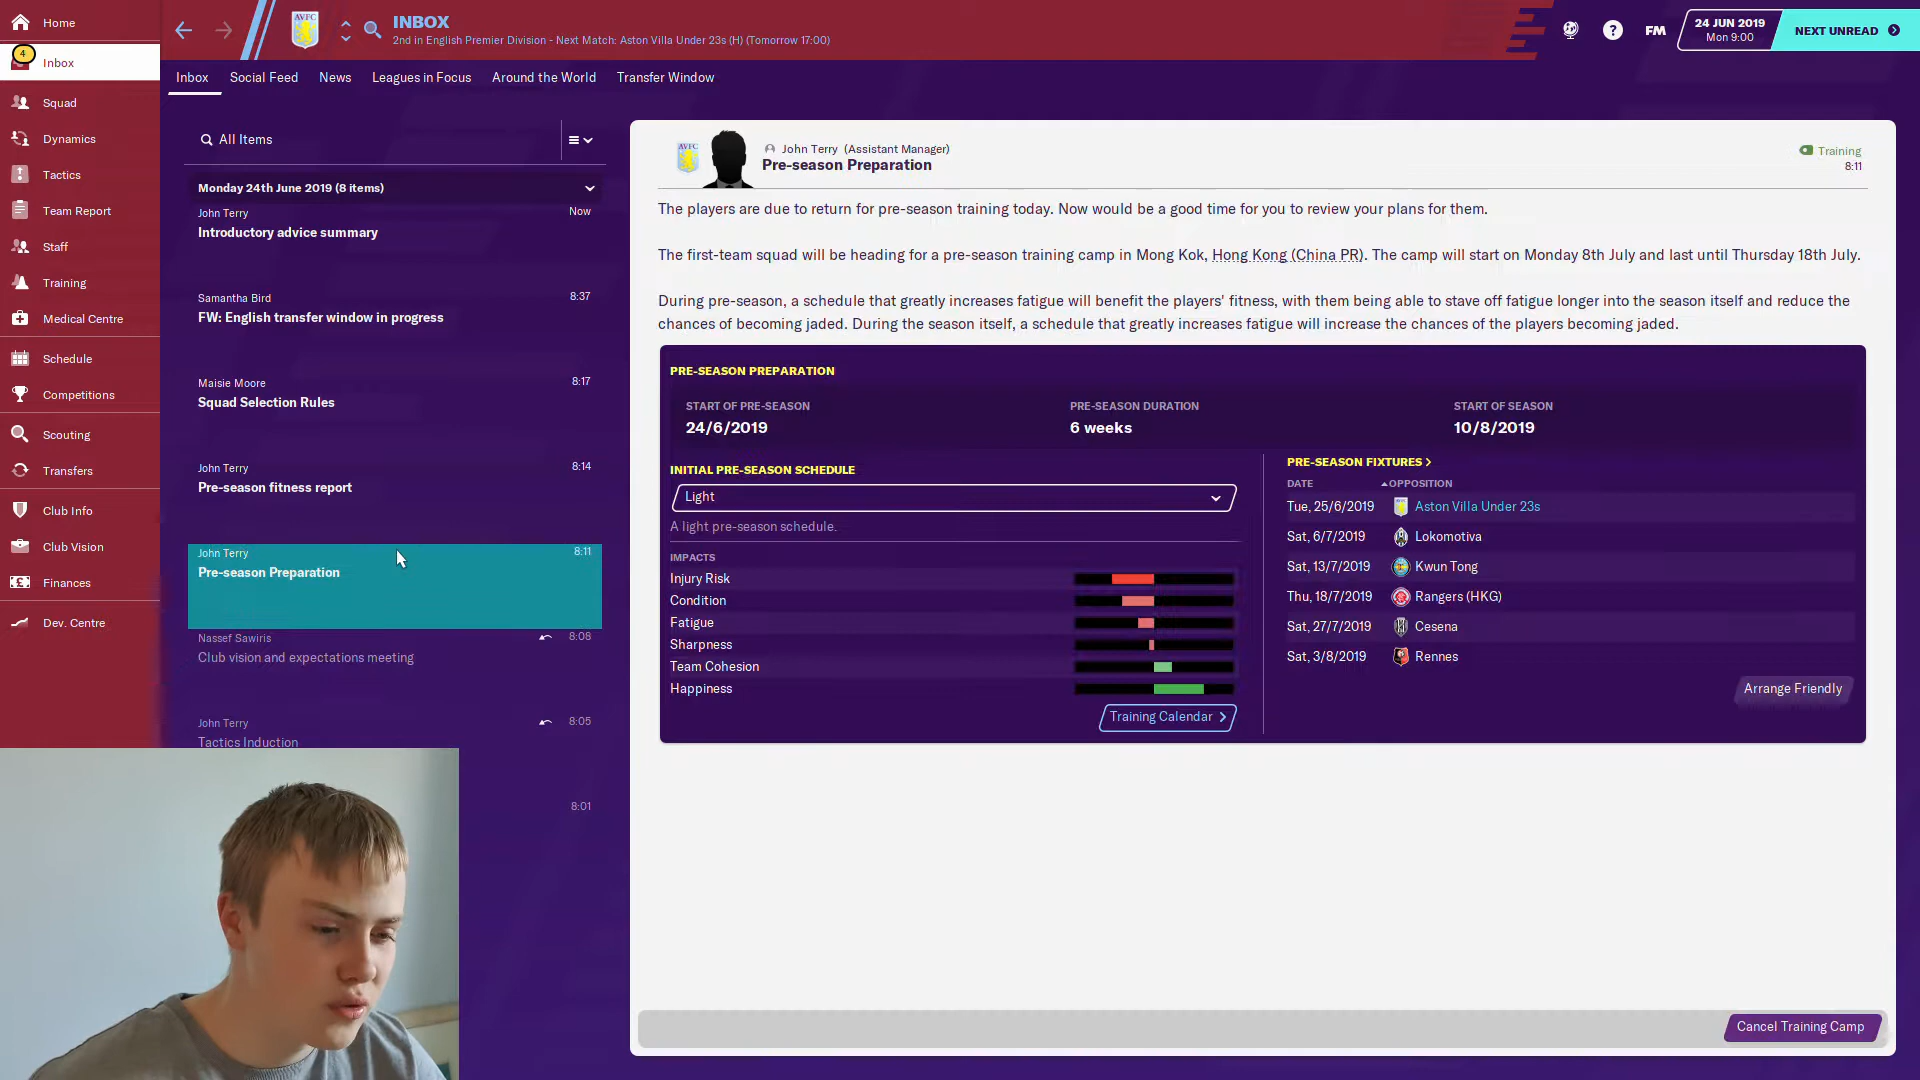 Home
4
Inbox
Squad
Dynamics
Tactics
Team Report
Staff
Training
Medical Centre
Schedule
Competitions
Scouting
Transfers
Club Info
Club Vision
Finances
Dev. Centre
AVFC
INBOX
2nd in English Premier Division - Next Match: Aston Villa Under 23s (H) (Tomorrow 17:00)
?
FM
24 JUN 2019
Mon 9:00
NEXT UNREAD
Inbox
Social Feed
News
Leagues in Focus
Around the World
Transfer Window
All Items
Monday 24th June 2019 (8 items)
John Terry
Now
Introductory advice summary
Samantha Bird
8:37
FW: English transfer window in progress
Maisie Moore
8:17
Squad Selection Rules
John Terry
8:14
Pre-season fitness report
John Terry
8:11
Pre-season Preparation
Nassef Sawiris
8:08
Club vision and expectations meeting
John Terry
8:05
Tactics Induction
8:01
AVFC
John Terry (Assistant Manager)
Pre-season Preparation
Training
8:11
The players are due to return for pre-season training today. Now would be a good time for you to review your plans for them.
The first-team squad will be heading for a pre-season training camp in Mong Kok, Hong Kong (China PR). The camp will start on Monday 8th July and last until Thursday 18th July.
During pre-season, a schedule that greatly increases fatigue will benefit the players' fitness, with them being able to stave off fatigue longer into the season itself and reduce the
chances of becoming jaded. During the season itself, a schedule that greatly increases fatigue will increase the chances of the players becoming jaded.
PRE-SEASON PREPARATION
START OF PRE-SEASON
24/6/2019
PRE-SEASON DURATION
6 weeks
START OF SEASON
10/8/2019
INITIAL PRE-SEASON SCHEDULE
Light
A light pre-season schedule.
IMPACTS
Injury Risk
Condition
Fatigue
Sharpness
Team Cohesion
Happiness
Training Calendar
PRE-SEASON FIXTURES
DATE
OPPOSITION
Tue, 25/6/2019 Aston Villa Under 23s
Sat, 6/7/2019 Lokomotiva
Sat, 13/7/2019 Kwun Tong
Thu, 18/7/2019 Rangers (HKG)
Sat, 27/7/2019 Cesena
Sat, 3/8/2019 Rennes
Arrange Friendly
Cancel Training Camp